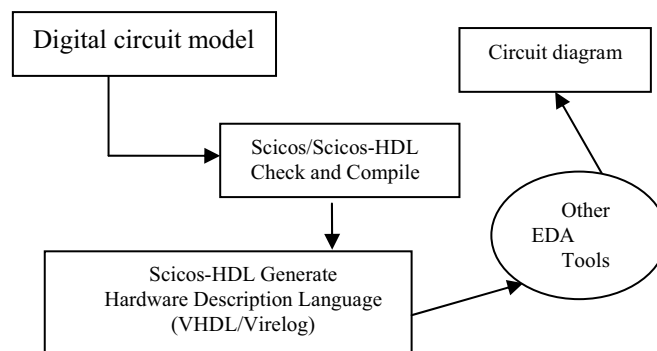 Digital circuit model
Circuit diagram
Scicos/Scicos-HDL
Check and Compile
Other
EDA
Tools
Scicos-HDL Generate
Hardware Description Language
(VHDL/Virelog)